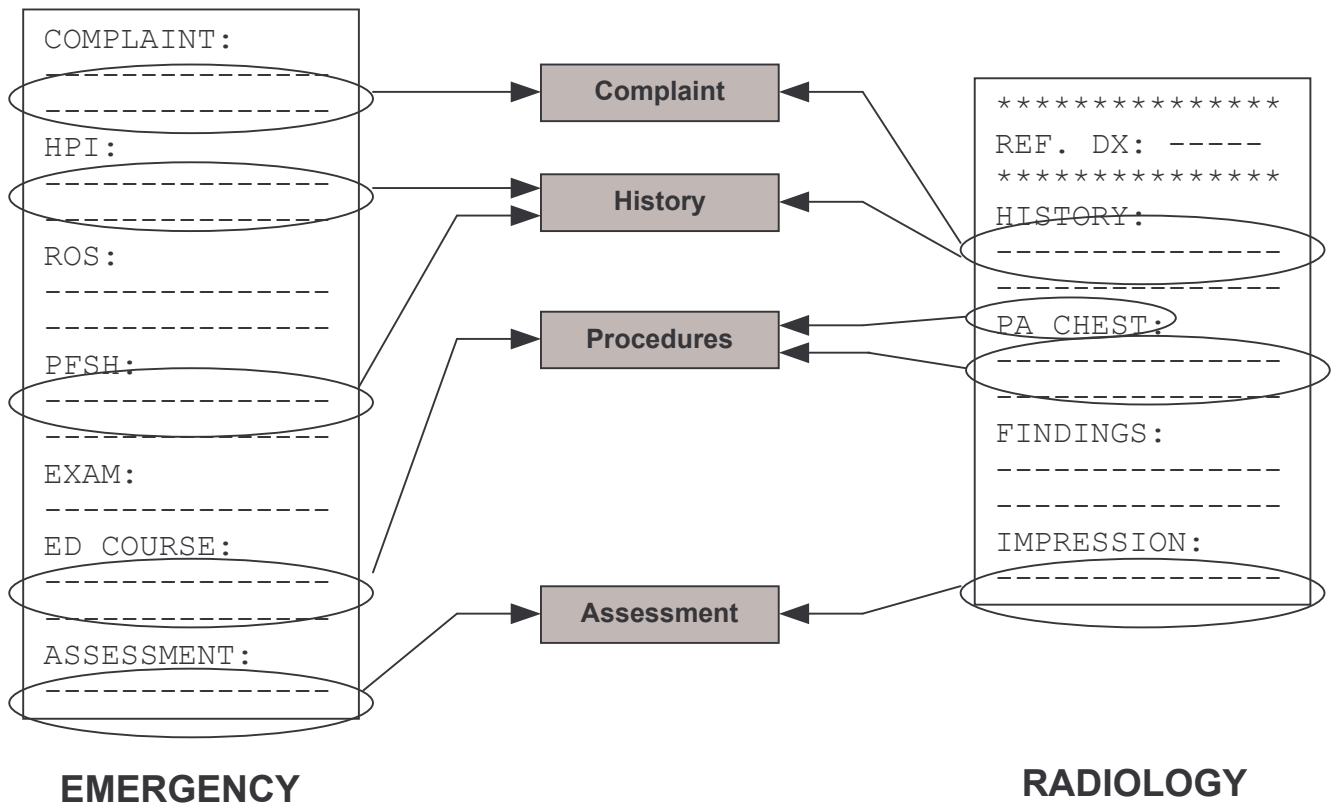 COMPLAINT:
---------------
---------------
HPI:
---------------
---------------
ROS:
---------------
---------------
PFSH:
---------------
---------------
EXAM:
---------------
ED COURSE:
---------------
---------------
ASSESSMENT:
---------------
EMERGENCY
Complaint
History
Procedures
Assessment
***************
REF. DX: -----
***************
HISTORY:
---------------
---------------
PA CHEST:
---------------
---------------
FINDINGS:
---------------
---------------
IMPRESSION:
---------------
RADIOLOGY